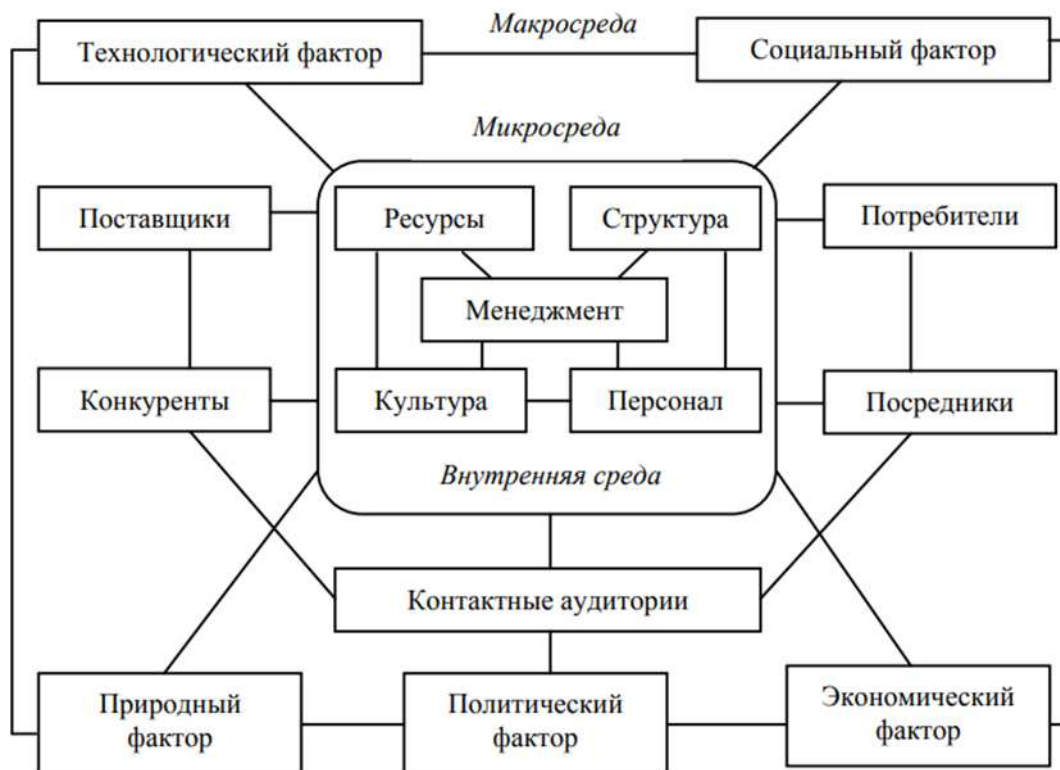 Макросреда
Технологический фактор
Социальный фактор
Микросреда
Поставщики
Ресурсы
Структура
Потребители
Менеджмент
Конкуренты
Культура
Персонал
Посредники
Внутренняя среда
Контактные аудитории
Природный
фактор
Политический
фактор
Экономический
фактор